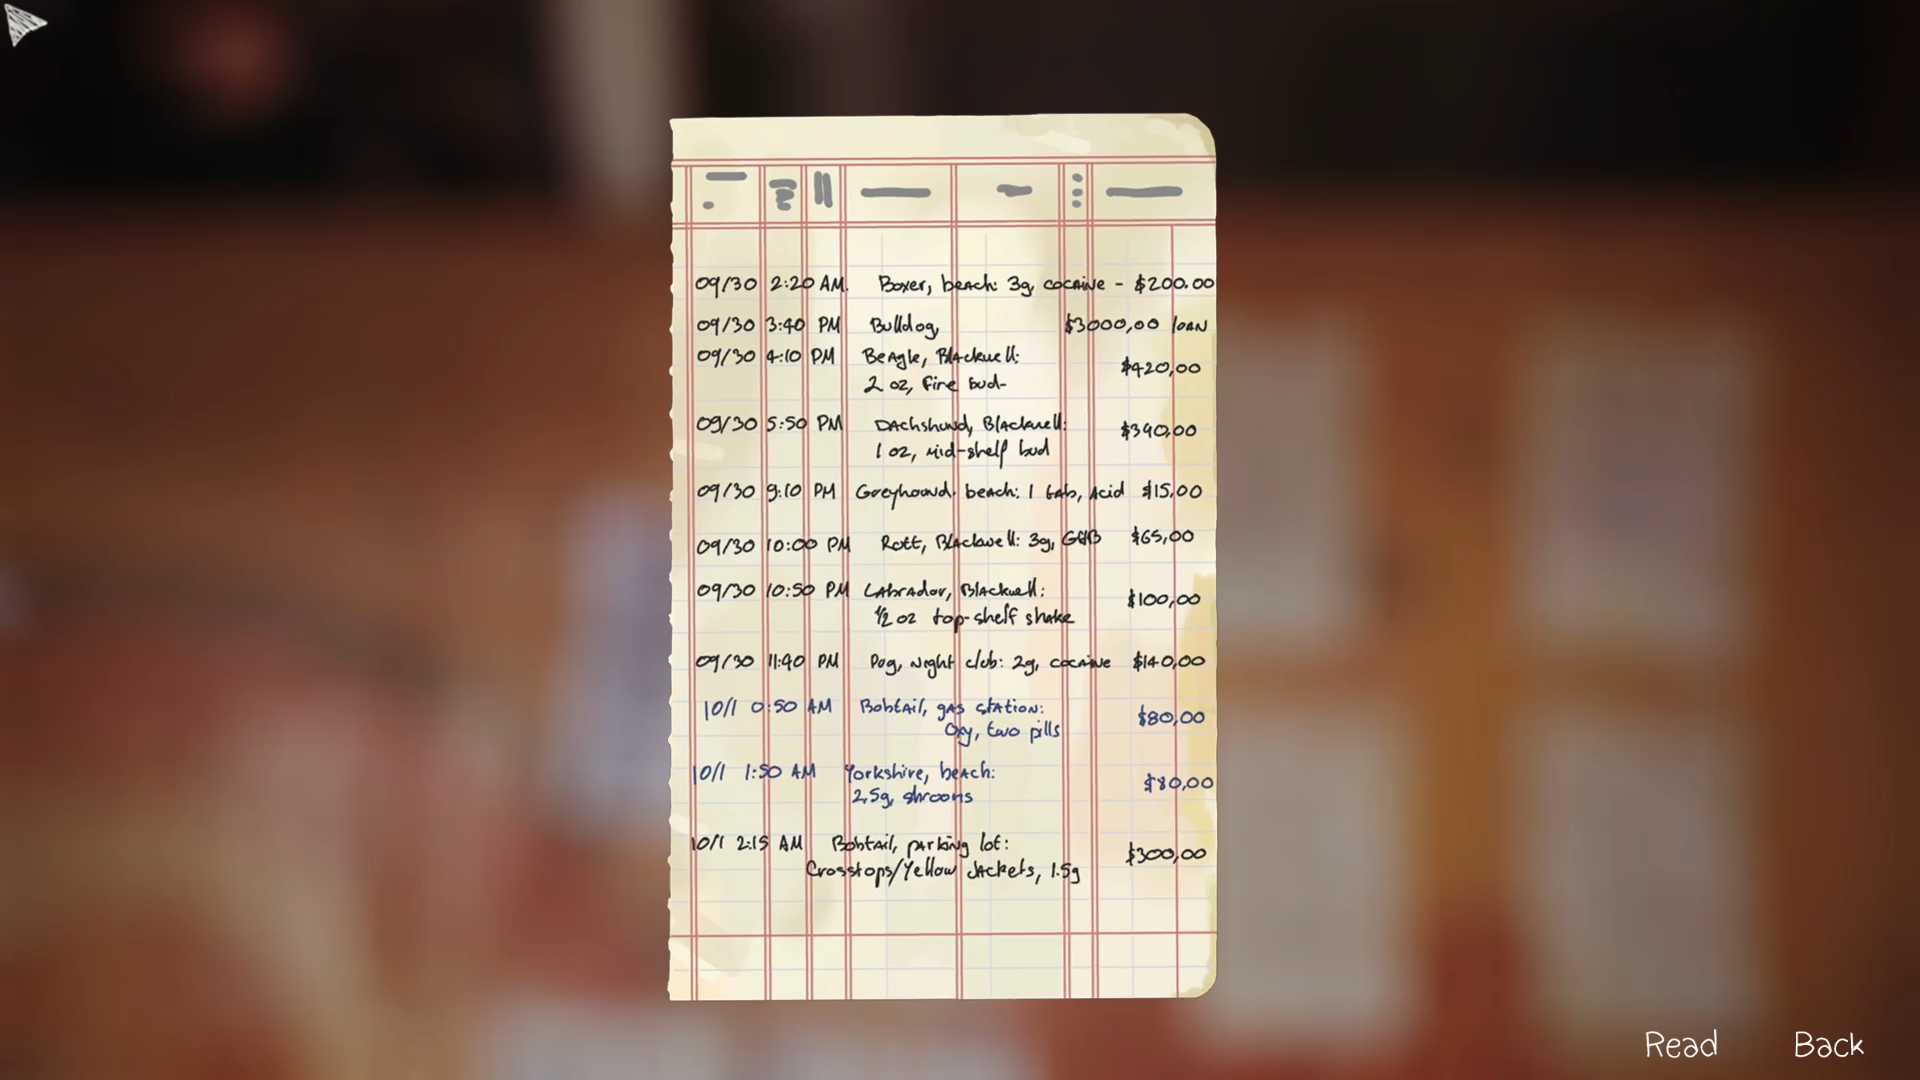 09/30 2:20 AM. Boxer, beach: 3g, cocaine - $200.00
09/30 3:40 PM Bulldog, $3000,00 loan
09/30 4:10 PM Beagle, Blackwell:
2 oz, fine bud- $420,00
09/30 5:50 PM Dachshund, Blackwell: $390,00
1 oz, mid-shelf bud
09/30 9:10 PM Greyhound, beach: 1 tab, Acid $15,00
09/30 10:00 PM Rott, Blackwell: 3g, GHB $65,00
09/30 10:50 PM Labrador, Blackwell: $100,00
1/2 oz top-shelf shake
09/30 11:40 PM Pog, night club: 2g, cocaine $140,00
10/1 0:50 AM Bobtail, gas station: $80,00
Oxy, two pills
10/1 1:50 AM Yorkshire, beach: $80,00
2,5g, shrooms
10/1 2:15 AM Bobtail, parking lot: $300,00
Crosstops/Yellow Jackets, 1.5g
Read Back